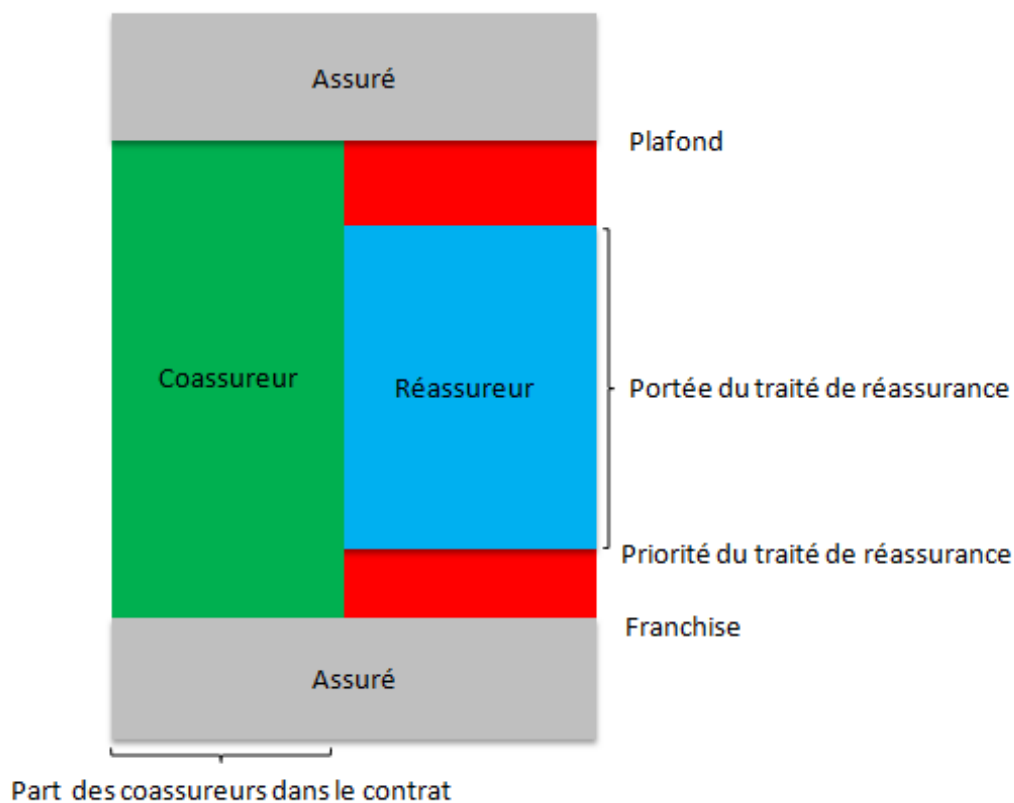 Assuré
Plafond
Coassureur
Réassureur
Portée du traité de réassurance
Priorité du traité de réassurance
Franchise
Assuré
Part des coassureurs dans le contrat